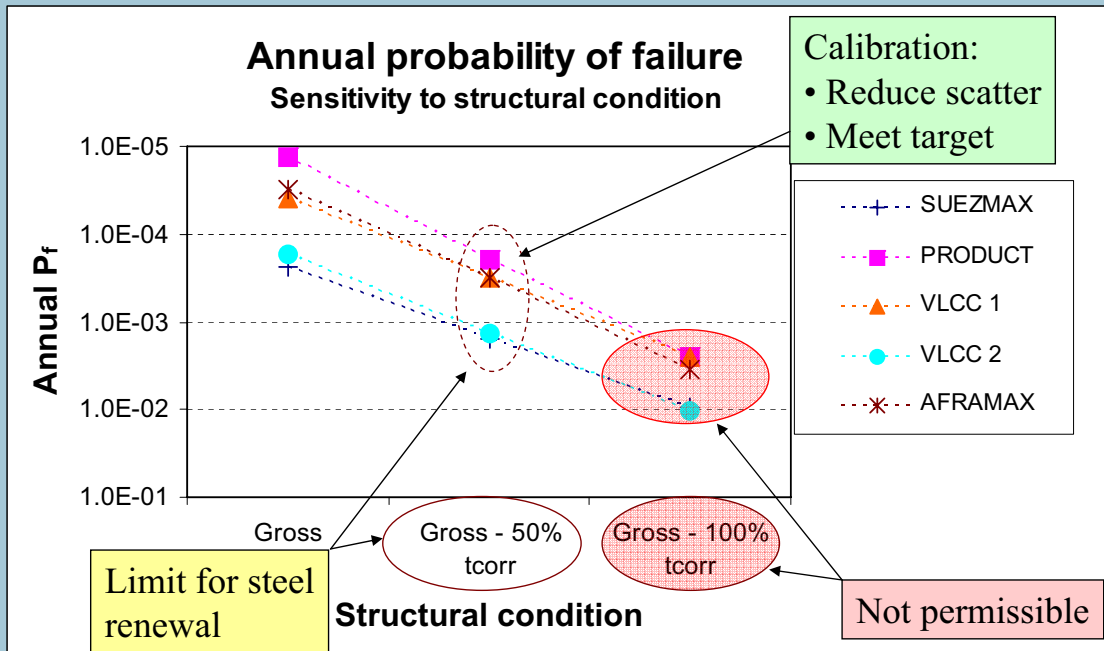 Annual probability of failure
Sensitivity to structural condition
Calibration:
• Reduce scatter
• Meet target
Annual Pf
1.0E-05
1.0E-04
1.0E-03
1.0E-02
1.0E-01
SUEZMAX
PRODUCT
VLCC 1
VLCC 2
AFRAMAX
Gross
Gross - 50%
tcorr
Gross - 100%
tcorr
Structural condition
Limit for steel
renewal
Not permissible